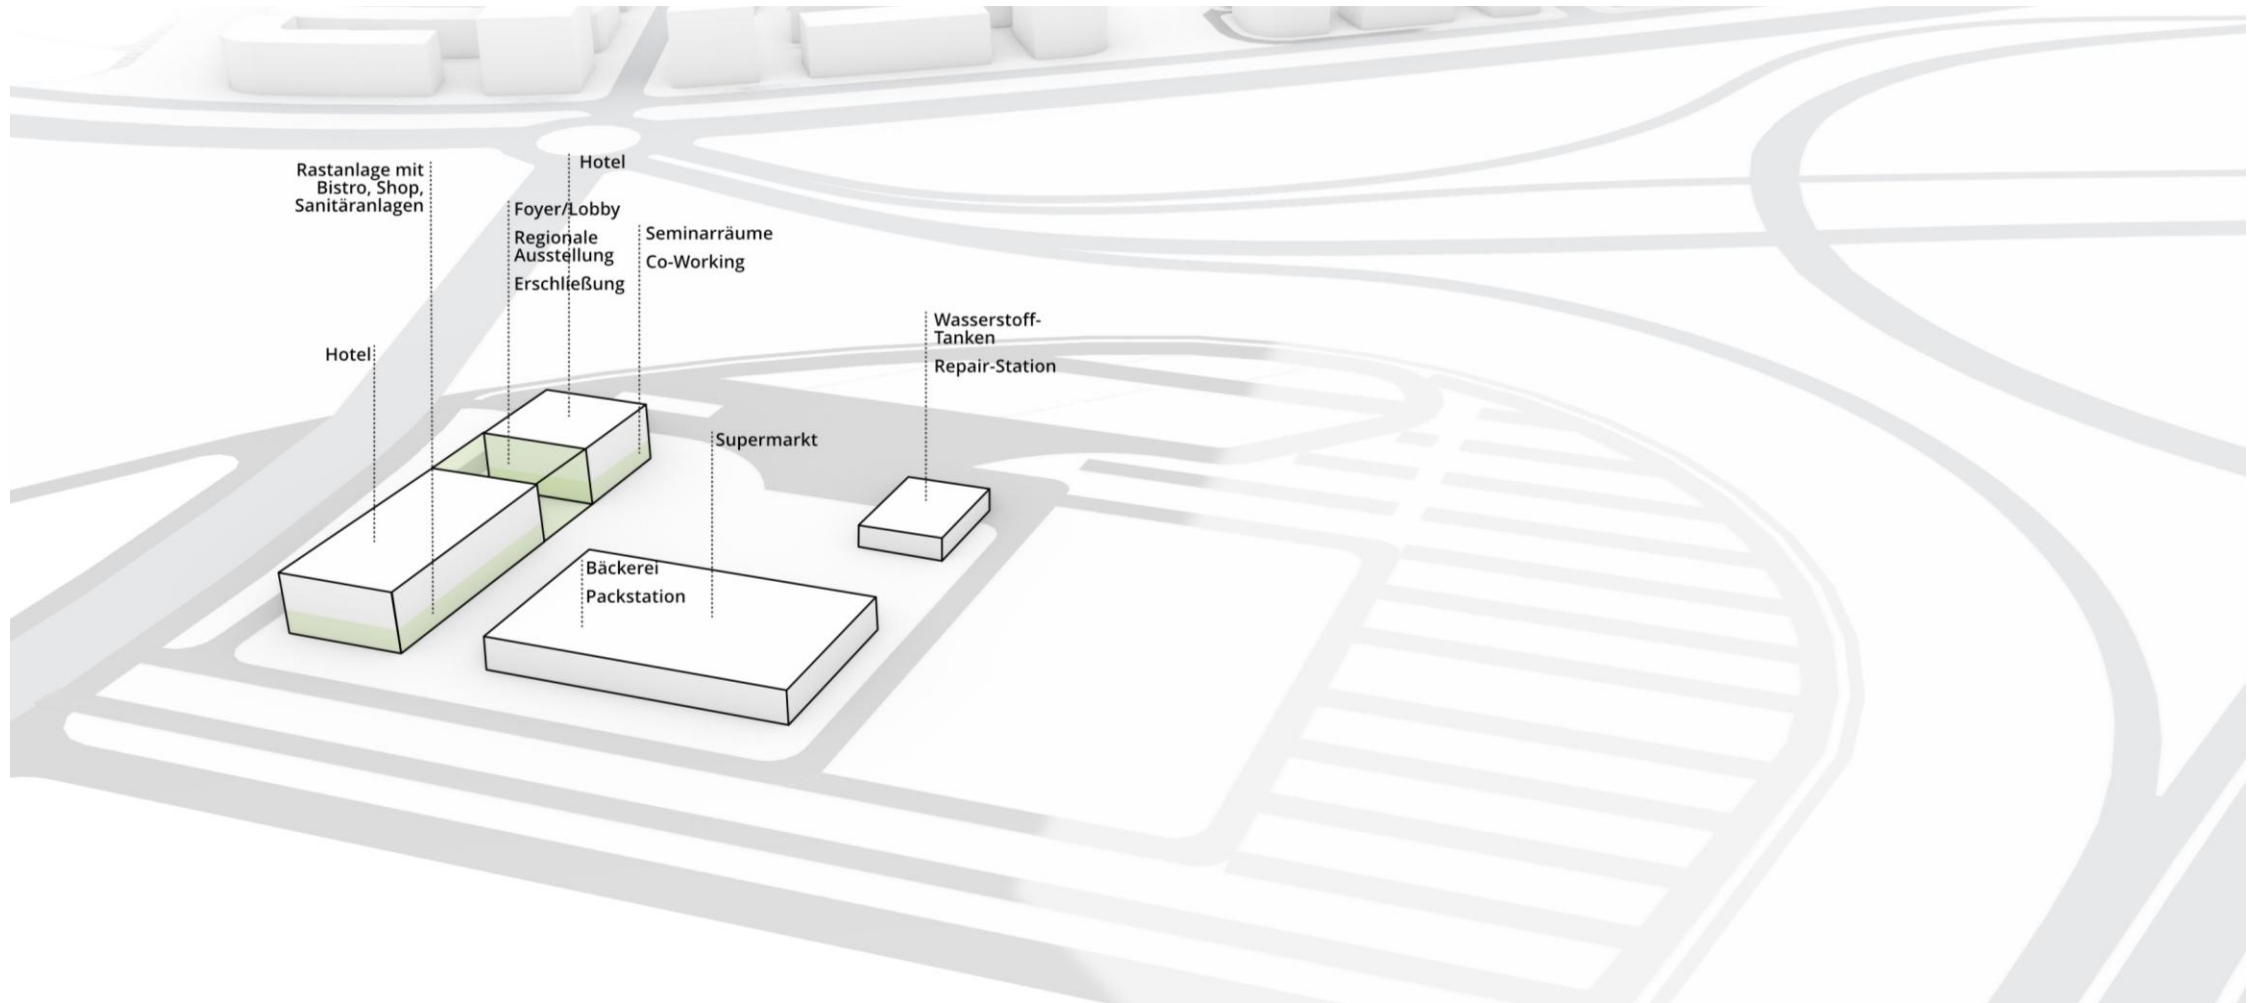 Hotel
Rastanlage mit
Bistro, Shop,
Sanitäranlagen
Foyer/Lobby
Regionale
Ausstellung
Erschließung
Seminarräume
Co-Working
Wasserstoff-
Tanken
Repair-Station
Hotel
Supermarkt
Bäckerei
Packstation